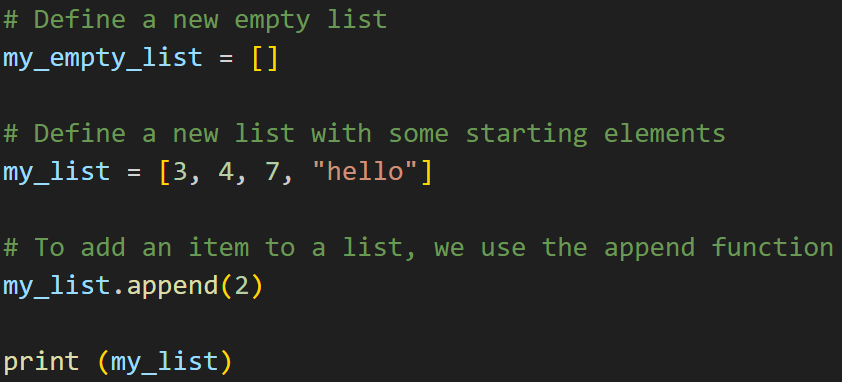 # Define a new empty list
my_empty_list = []
# Define a new list with some starting elements
my_list = [3, 4, 7, "hello"]
# To add an item to a list, we use the append function
my_list.append(2)
print (my_list)